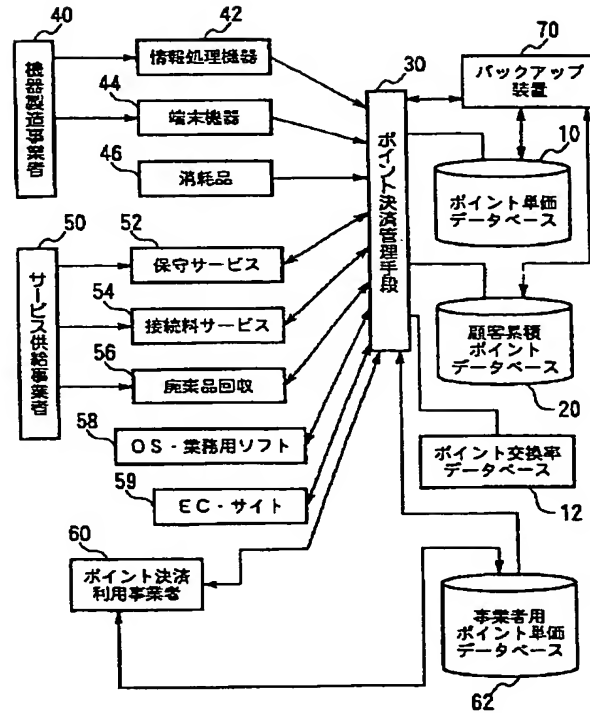 40
機器製造事業者
42
情報処理機器
44
端末機器
46
消耗品
50
サービス供給事業者
52
保守サービス
54
接続料サービス
56
廃棄品回収
58
OS・業務用ソフト
59
EC・サイト
60
ポイント決済
利用事業者
30
ポイント決済管理手段
70
バックアップ
装置
10
ポイント単価
データベース
顧客累積
ポイント
データベース
20
ポイント交換率
データベース
12
事業者用
ポイント単価
データベース
62